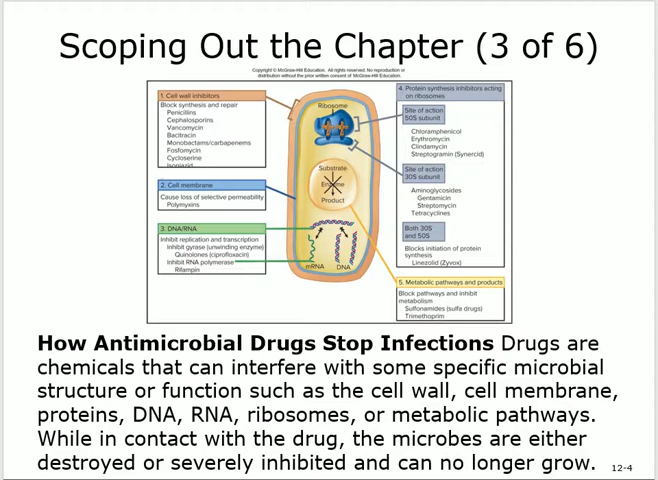 Scoping Out the Chapter (3 of 6)
Copyright © McGraw-Hill Education. All rights reserved. No reproduction or
distribution without the prior written consent of McGraw-Hill Education.
1. Cell wall inhibitors
Block synthesis and repair
Penicillins
Cephalosporins
Vancomycin
Bacitracin
Monobactams/carbapenems
Fosfomycin
Cycloserine
Isoniazid
2. Cell membrane
Cause loss of selective permeability
Polymyxins
3. DNA/RNA
Inhibit replication and transcription
Inhibit gyrase (unwinding enzyme)
Quinolones (ciprofloxacin)
Inhibit RNA polymerase
Rifampin
Ribosome
Substrate
Enzyme
Product
mRNA
DNA
4. Protein synthesis inhibitors acting
on ribosomes
Site of action
50S subunit
Chloramphenicol
Erythromycin
Clindamycin
Streptogramin (Synercid)
Site of action
30S subunit
Aminoglycosides
Gentamicin
Streptomycin
Tetracyclines
Both 30S
and 50S
Blocks initiation of protein
synthesis
Linezolid (Zyvox)
5. Metabolic pathways and products
Block pathways and inhibit
metabolism
Sulfonamides (sulfa drugs)
Trimethoprim
How Antimicrobial Drugs Stop Infections Drugs are
chemicals that can interfere with some specific microbial
structure or function such as the cell wall, cell membrane,
proteins, DNA, RNA, ribosomes, or metabolic pathways.
While in contact with the drug, the microbes are either
destroyed or severely inhibited and can no longer grow.
12-4